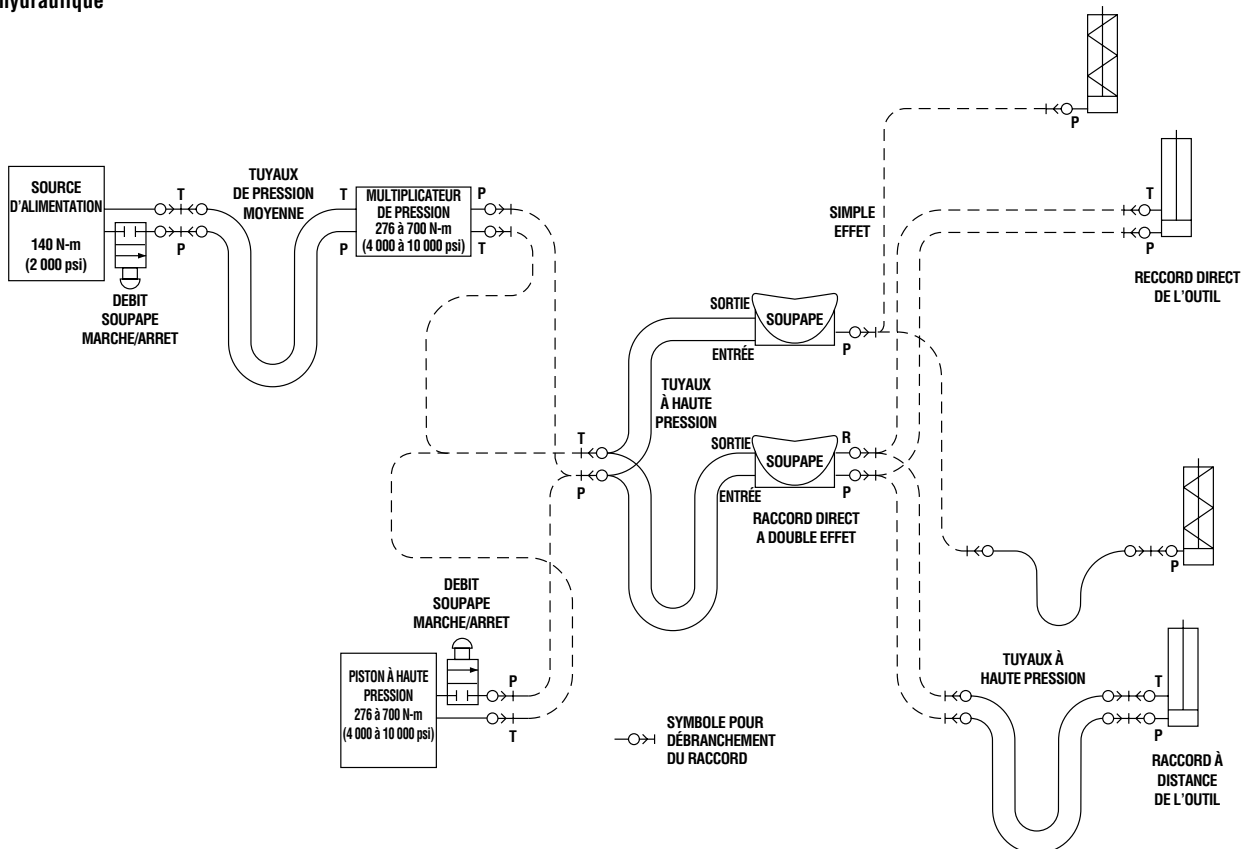 hydraulique
SOURCE
D'ALIMENTATION
140 N-m
(2 000 psi)
T
P
DEBIT
SOUPAPE
MARCHE/ARRET
TUYAUX
DE PRESSION
MOYENNE
T
P
MULTIPLICATEUR
DE PRESSION
276 à 700 N-m
(4 000 à 10 000 psi)
P
T
P
SIMPLE
EFFET
T
P
RECCORD DIRECT
DE L'OUTIL
SORTIE
SOUPAPE
ENTRÉE
P
TUYAUX
À HAUTE
PRESSION
T
P
SORTIE
SOUPAPE
ENTRÉE
R
P
RACCORD DIRECT
A DOUBLE EFFET
P
DEBIT
SOUPAPE
MARCHE/ARRET
PISTON À HAUTE
PRESSION
276 à 700 N-m
(4 000 à 10 000 psi)
P
T
SYMBOLE POUR
DÉBRANCHEMENT
DU RACCORD
TUYAUX À
HAUTE PRESSION
T
P
RACCORD À
DISTANCE
DE L'OUTIL